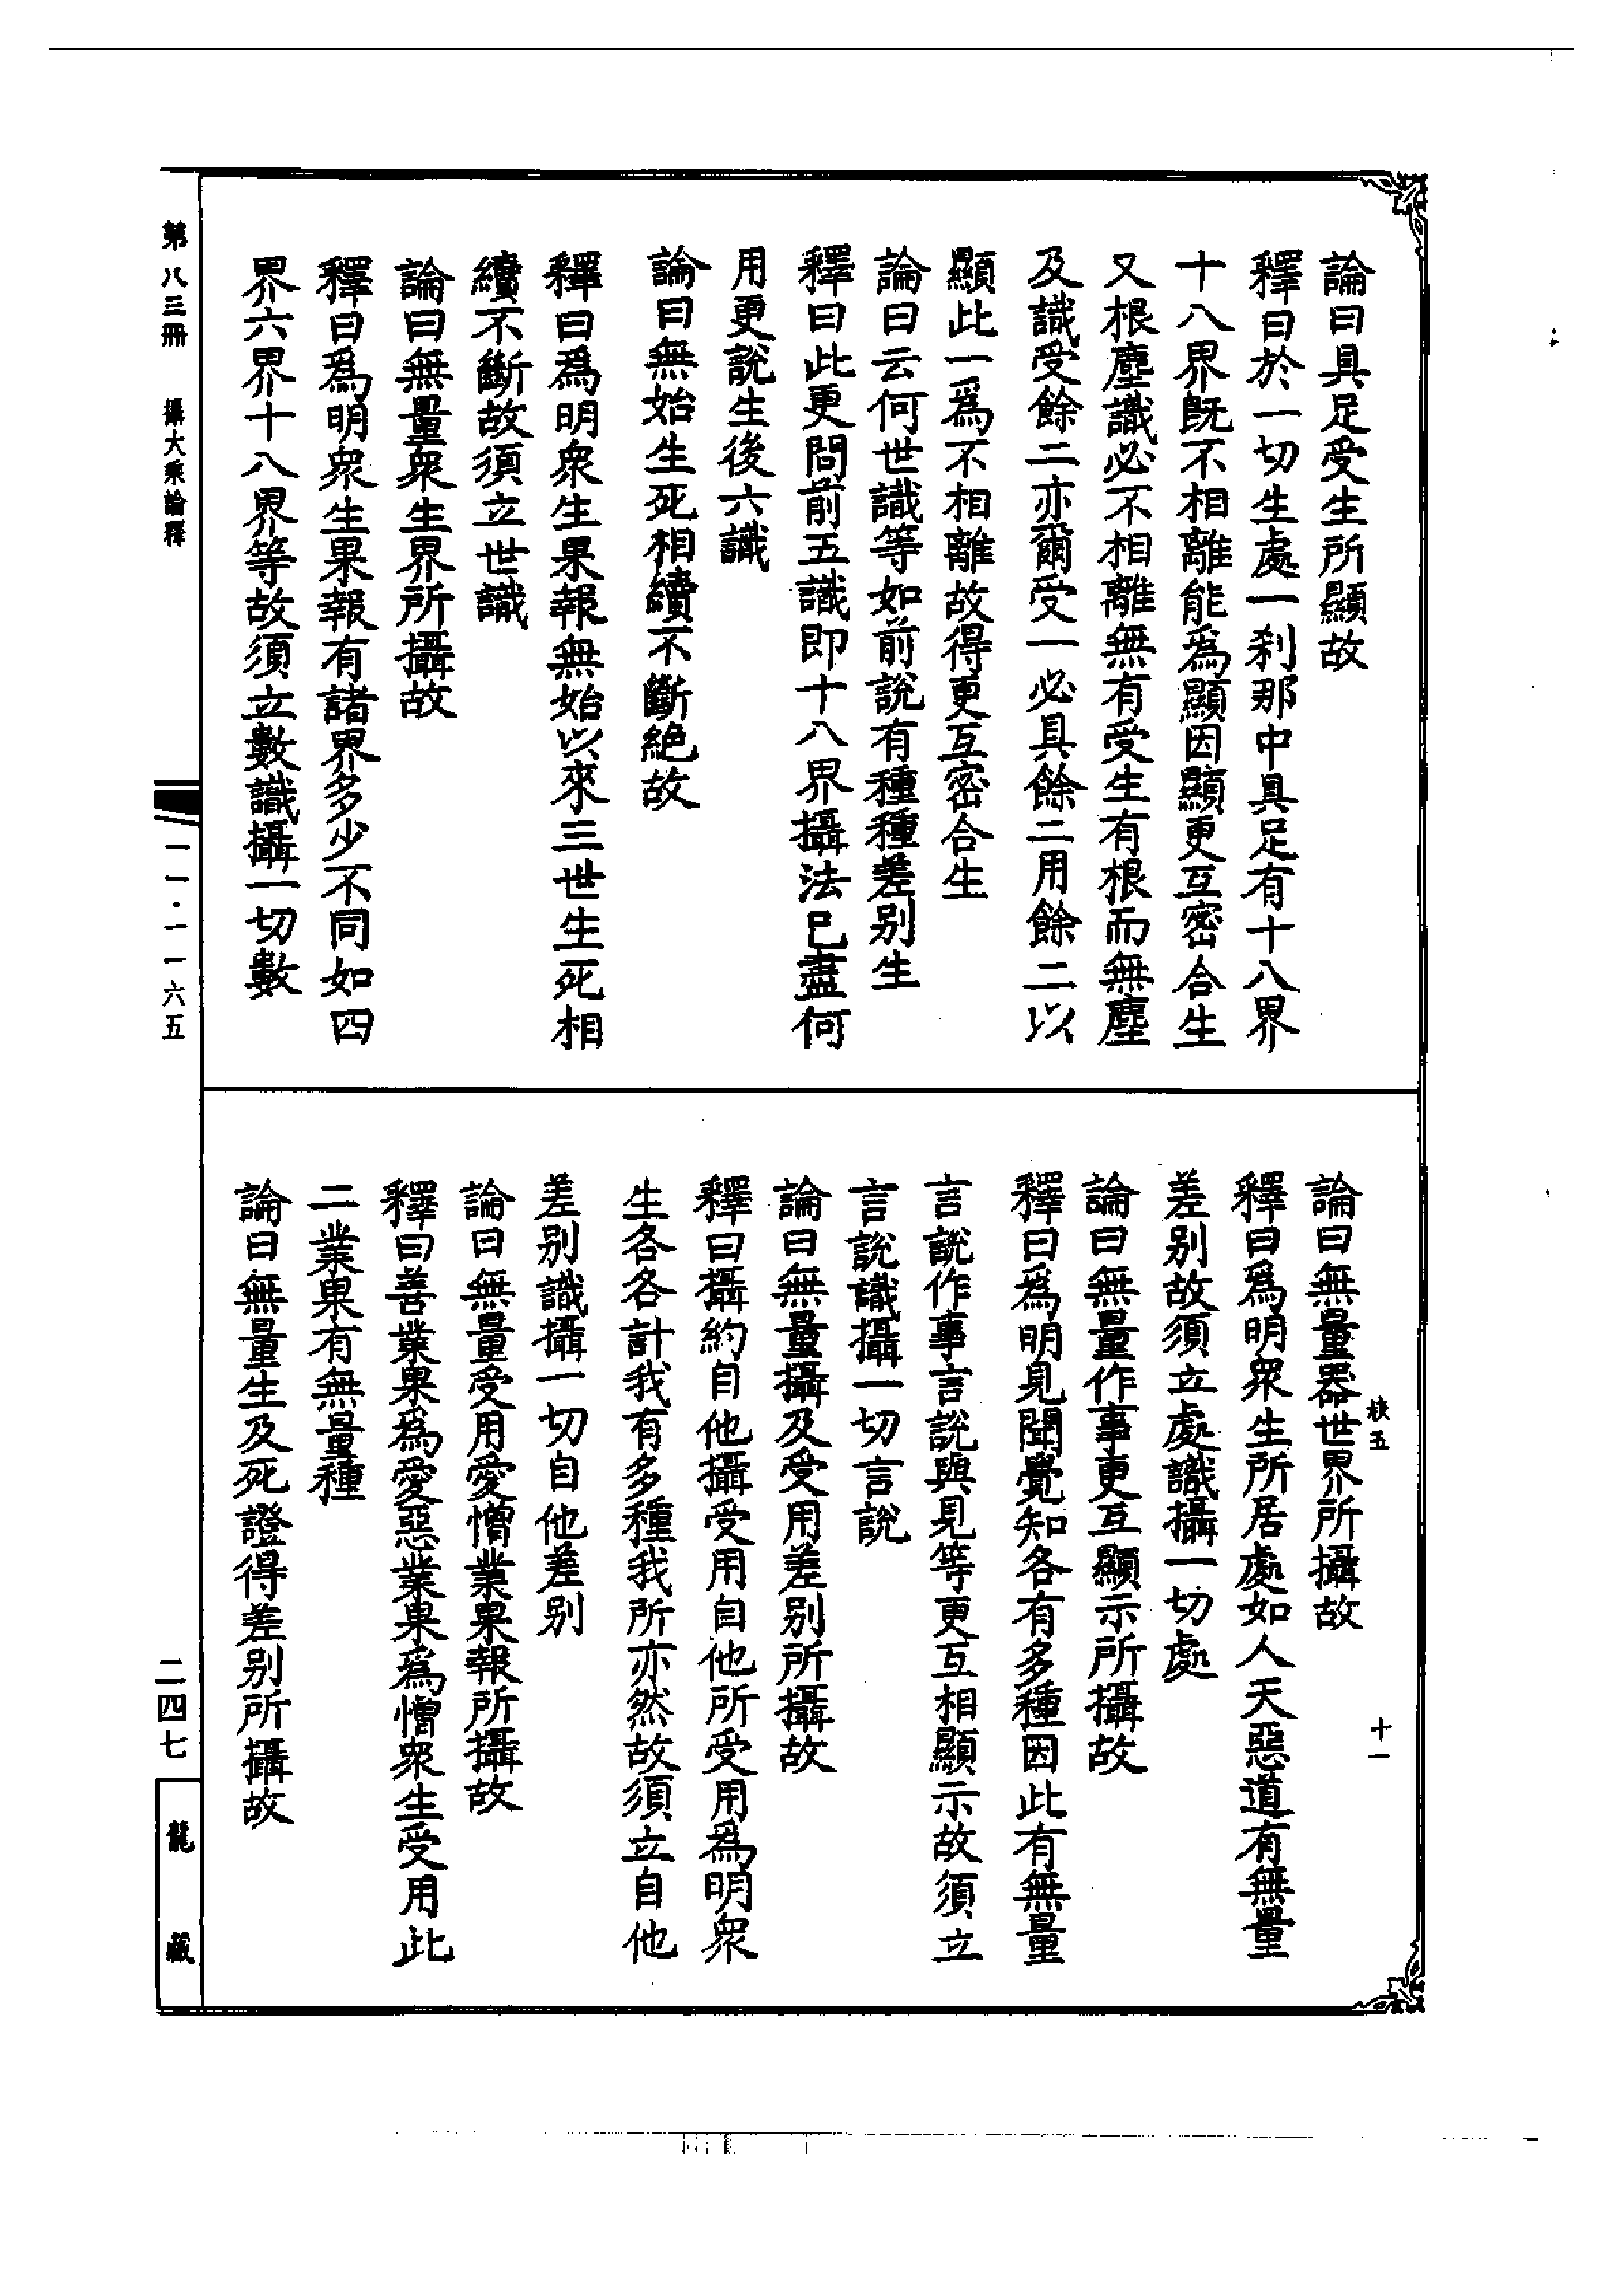 論曰具足受生所顯故
釋曰於一切生處一刹那中具足有十八界
十八界旣不相離能爲顯因顯更互密合生
又根塵識必不相離無有受生有根而無塵
及識受餘二亦爾受一必具餘二用餘二以
顯此一爲不相離故得更互密合生
論曰云何世識等如前說有種種差别生
釋曰此更問前五識即十八界攝法已盡何
用更說生後六識
論曰無始生死相續不斷絕故
釋曰爲明衆生果報無始以來三世生死相
續不斷故須立世識
論曰無量衆生界所攝故
釋曰爲明衆生果報有諸界多少不同如四
界六界十八界等故須立數識攝一切數
論曰無量器世界所攝故
釋曰爲明衆生所居處如人天惡道有無量
差别故須立處識攝一切處
論曰無量作事更互顯示所攝故
釋曰爲明見聞覺知各有多種因此有無量
言說作事言說與見等更互相顯示故須立
言說識攝一切言說
論曰無量攝及受用差别所攝故
釋曰攝約自他攝受用自他所受用爲明衆
生各各計我有多種我所亦然故須立自他
差别識攝一切自他差别
論曰無量受用愛憎業果報所攝故
釋曰善業果爲愛惡業果爲憎衆生受用此
二業果有無量種
論曰無量生及死證得差别所攝故
十一
第八三冊 攝大乘論釋
一一·一一六五
二四七
龍藏